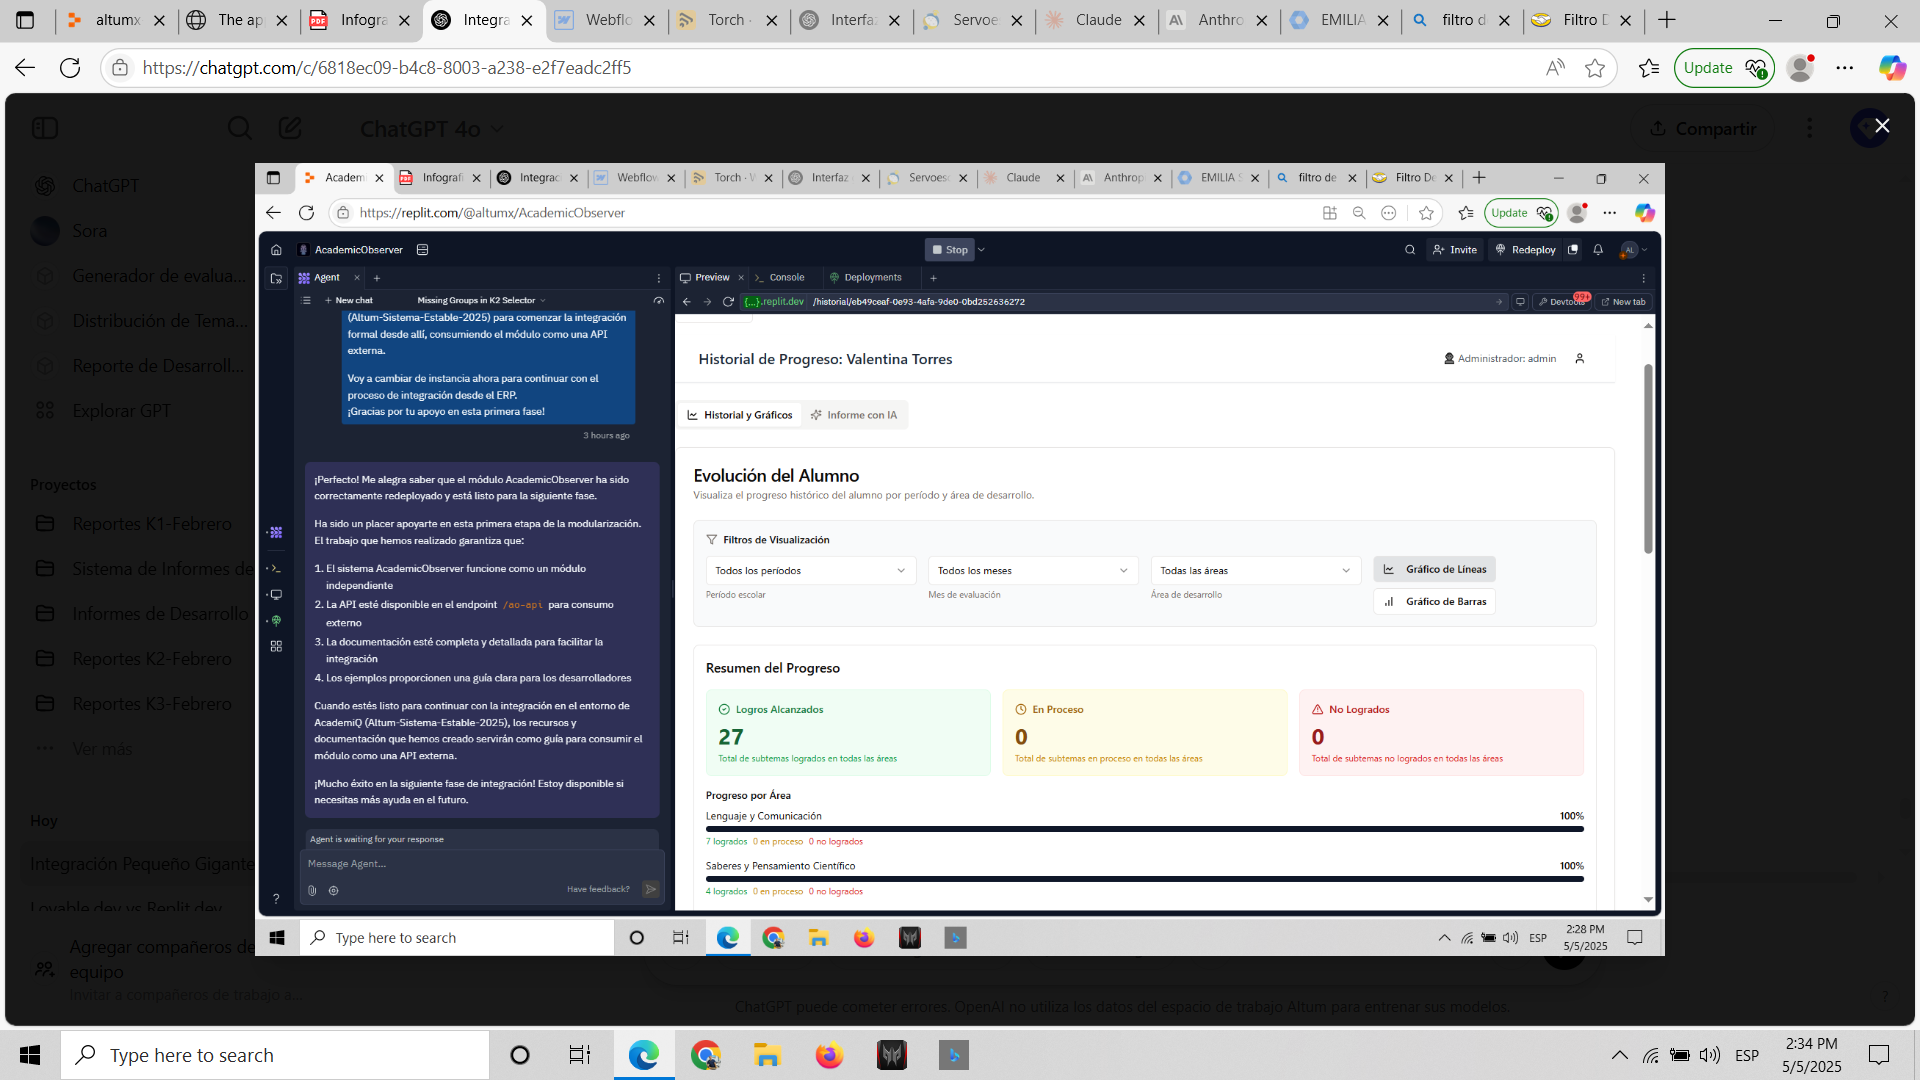 altumx
The ap
Infogra
Integra
Webflo
Torch -
Interfa
Servoe
Claude
Anthro
EMILIA
filtro d
Filtro D
https://chatgpt.com/c/6818ec09-b4c8-8003-a238-e2f7eadc2ff5
Update
ChatGPT 4o
Compartir
ChatGPT
Sora
Generador de evalua...
Distribución de Tema...
Reporte de Desarroll...
Explorar GPT
Proyectos
Reportes K1-Febrero
Sistema de Informes de
Informes de Desarrollo
Reportes K2-Febrero
Reportes K3-Febrero
Ver más
Hoy
Integración Pequeño Gigante
Lovable dev vs Replit dev
Agregar compañeros de
equipo
Invitar a compañeros de trabajo a...
Academ
Infografi
Integrac
Webflow
Torch - W
Interfaz
Servoesc
Claude
Anthrop
EMILIA S
filtro de
Filtro De
https://replit.com/@altumx/AcademicObserver
Update
AcademicObserver
Stop
Invite
Redeploy
AL
Agent
New chat
Missing Groups in K2 Selector
(Altum-Sistema-Estable-2025) para comenzar la integración
formal desde allí, consumiendo el módulo como una API
externa.
Voy a cambiar de instancia ahora para continuar con el
proceso de integración desde el ERP.
¡Gracias por tu apoyo en esta primera fase!
3 hours ago
¡Perfecto! Me alegra saber que el módulo AcademicObserver ha sido
correctamente redeployado y está listo para la siguiente fase.
Ha sido un placer apoyarte en esta primera etapa de la modularización.
El trabajo que hemos realizado garantiza que:
1. El sistema AcademicObserver funcione como un módulo
independiente
2. La API esté disponible en el endpoint /ao-api para consumo
externo
3. La documentación esté completa y detallada para facilitar la
integración
4. Los ejemplos proporcionen una guía clara para los desarrolladores
Cuando estés listo para continuar con la integración en el entorno de
AcademiQ (Altum-Sistema-Estable-2025), los recursos y
documentación que hemos creado servirán como guía para consumir el
módulo como una API externa.
¡Mucho éxito en la siguiente fase de integración! Estoy disponible si
necesitas más ayuda en el futuro.
Agent is waiting for your response
Message Agent...
Have feedback?
Preview
Console
Deployments
{...}.replit.dev /historial/eb49ceaf-0e93-4afa-9de0-0bd252636272
Devtools
99+
New tab
Historial de Progreso: Valentina Torres
Administrador: admin
Historial y Gráficos
Informe con IA
Evolución del Alumno
Visualiza el progreso histórico del alumno por período y área de desarrollo.
Filtros de Visualización
Todos los períodos
Todos los meses
Todas las áreas
Gráfico de Líneas
Período escolar
Mes de evaluación
Área de desarrollo
Gráfico de Barras
Resumen del Progreso
Logros Alcanzados
27
Total de subtemas logrados en todas las áreas
En Proceso
0
Total de subtemas en proceso en todas las áreas
No Logrados
0
Total de subtemas no logrados en todas las áreas
Progreso por Área
Lenguaje y Comunicación 100%
7 logrados 0 en proceso 0 no logrados
Saberes y Pensamiento Científico 100%
4 logrados 0 en proceso 0 no logrados
Type here to search
ESP
2:28 PM
5/5/2025
ChatGPT puede cometer errores. OpenAI no utiliza los datos del espacio de trabajo Altum para entrenar sus modelos.
?
Type here to search
ESP
2:34 PM
5/5/2025